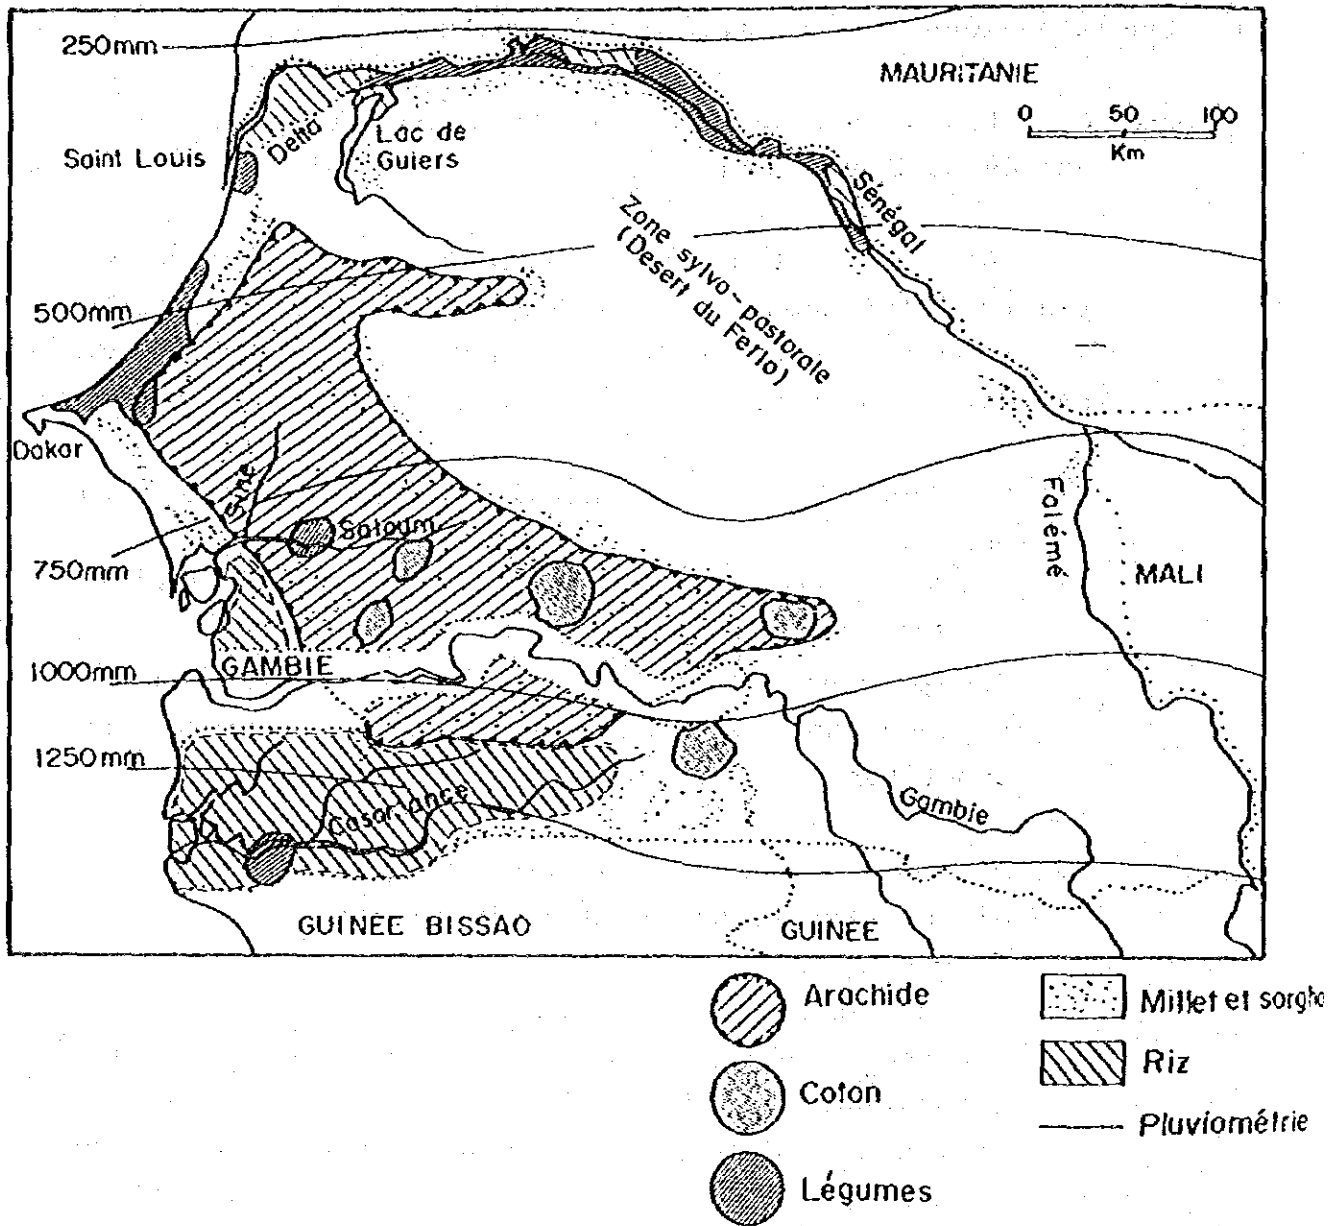 250mm
MAURITANIE
0 50 100
Km
Saint Louis
Delta
Lac de
Guiers
Sénégal
Zone sylvo-pastorale
(Desert du Ferlo)
500mm
Dakar
Sine
Saloum
Falémé
750mm
MALI
GAMBIE
1000mm
1250mm
Casamance
Gambie
GUINEE BISSAO
GUINEE
Arachide
Millet et sorgho
Coton
Riz
Pluviométrie
Légumes